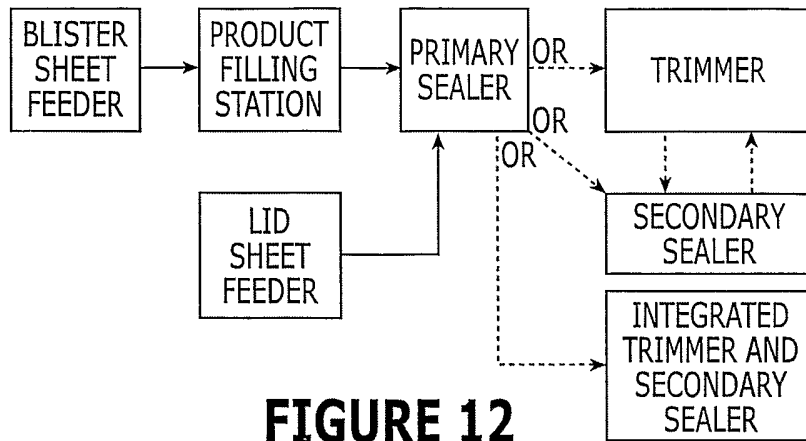 BLISTER
SHEET
FEEDER
PRODUCT
FILLING
STATION
PRIMARY
SEALER
OR
TRIMMER
OR
OR
LID
SHEET
FEEDER
SECONDARY
SEALER
INTEGRATED
TRIMMER AND
SECONDARY
SEALER
FIGURE 12